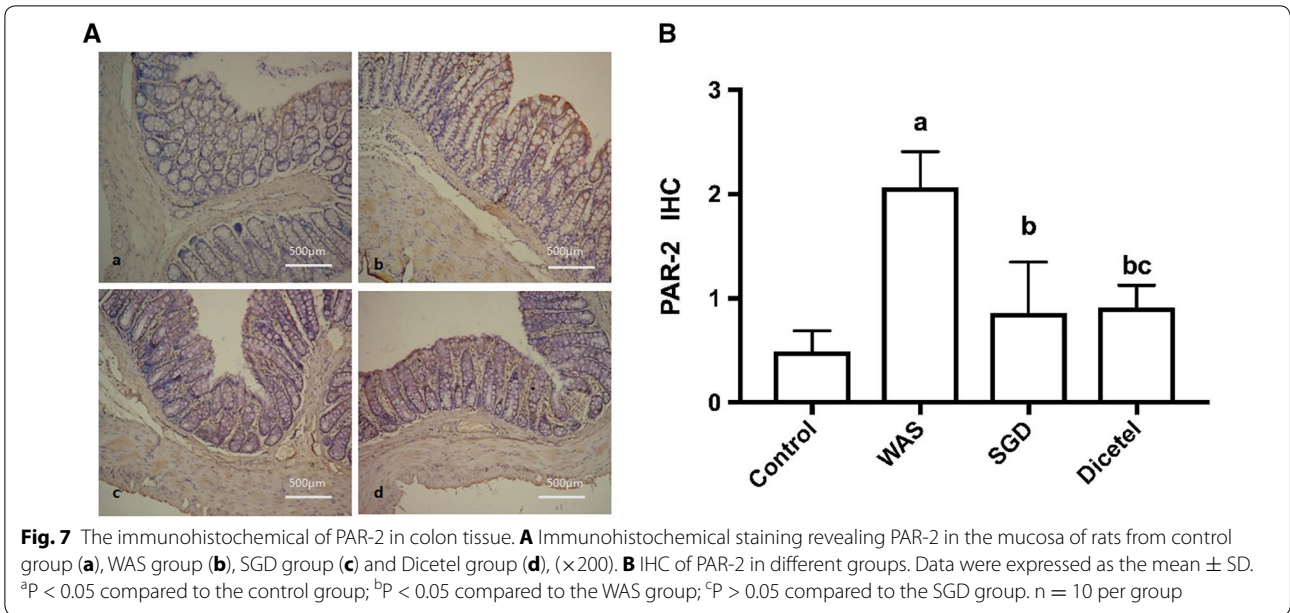 A
a
500µm
b
500µm
c
500µm
d
500µm
B
PAR-2 IHC
3
2
1
0
a
b
bc
Control
WAS
SGD
Dicetel
Fig. 7 The immunohistochemical of PAR-2 in colon tissue. A Immunohistochemical staining revealing PAR-2 in the mucosa of rats from control
group (a), WAS group (b), SGD group (c) and Dicetel group (d), (×200). B IHC of PAR-2 in different groups. Data were expressed as the mean ± SD.
ᵃP < 0.05 compared to the control group; ᵇP < 0.05 compared to the WAS group; ᶜP > 0.05 compared to the SGD group. n = 10 per group